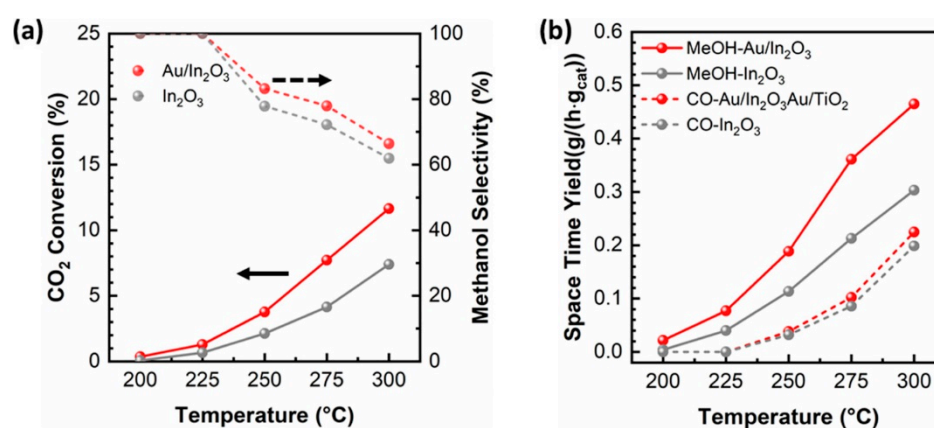 (a)
25
20
15
10
5
0
CO₂ Conversion (%)
Au/In₂O₃
In₂O₃
100
80
60
40
20
0
Methanol Selectivity (%)
200 225 250 275 300
Temperature (°C)
(b)
0.6
0.5
0.4
0.3
0.2
0.1
0.0
Space Time Yield(g/(h·gcat))
MeOH-Au/In₂O₃
MeOH-In₂O₃
CO-Au/In₂O₃Au/TiO₂
CO-In₂O₃
200 225 250 275 300
Temperature (°C)